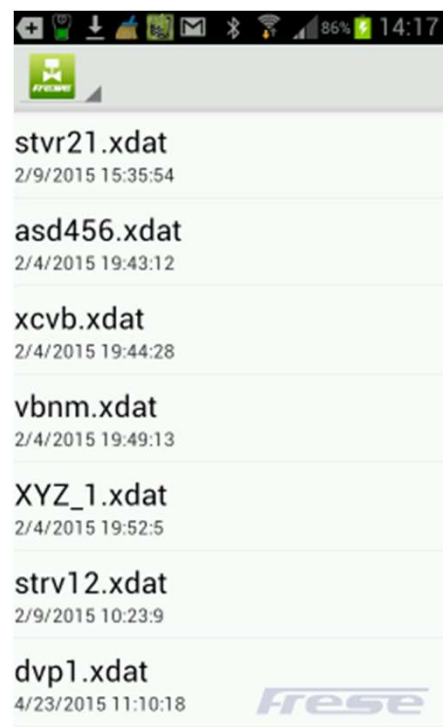 86% 14:17
FRESE
stvr21.xdat
2/9/2015 15:35:54
asd456.xdat
2/4/2015 19:43:12
xcvb.xdat
2/4/2015 19:44:28
vbnm.xdat
2/4/2015 19:49:13
XYZ_1.xdat
2/4/2015 19:52:5
strv12.xdat
2/9/2015 10:23:9
dvp1.xdat
4/23/2015 11:10:18
FRESE